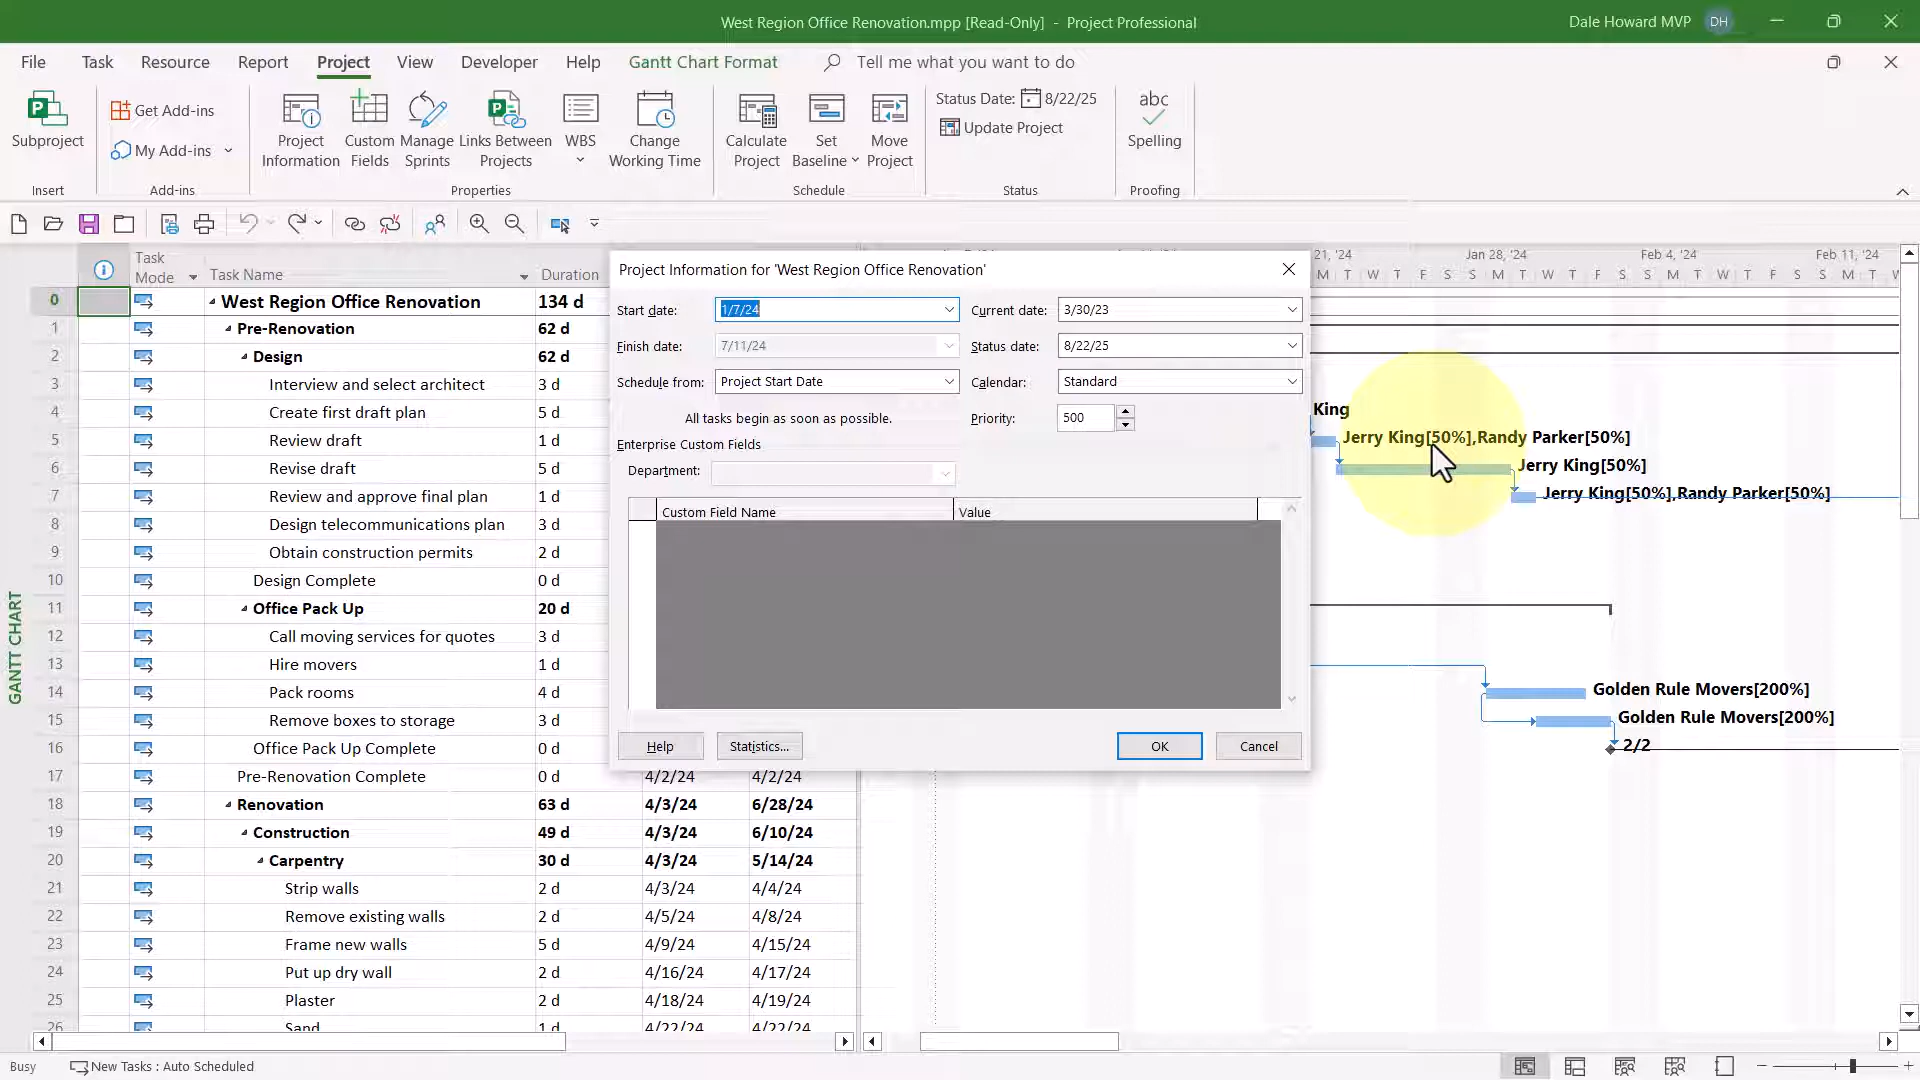 West Region Office Renovation.mpp [Read-Only] - Project Professional
Dale Howard MVP
DH
File
Task
Resource
Report
Project
View
Developer
Help
Gantt Chart Format
Tell me what you want to do
Subproject
Insert
Get Add-ins
My Add-ins
Add-ins
Project Information
Custom Fields
Manage Sprints
Links Between Projects
WBS
Change Working Time
Properties
Calculate Project
Set Baseline
Move Project
Schedule
Status Date:
8/22/25
Update Project
Status
abc
Spelling
Proofing
Task Mode
Task Name
Duration
21, '24
Jan 28, '24
Feb 4, '24
Feb 11, '24
M T W T F S S M T W T F S S M T W T F S S M T W
0 West Region Office Renovation 134 d
1 Pre-Renovation 62 d
2 Design 62 d
3 Interview and select architect 3 d
4 Create first draft plan 5 d
5 Review draft 1 d
6 Revise draft 5 d
7 Review and approve final plan 1 d
8 Design telecommunications plan 3 d
9 Obtain construction permits 2 d
10 Design Complete 0 d
11 Office Pack Up 20 d
12 Call moving services for quotes 3 d
13 Hire movers 1 d
14 Pack rooms 4 d
15 Remove boxes to storage 3 d
16 Office Pack Up Complete 0 d
17 Pre-Renovation Complete 0 d 4/2/24 4/2/24
18 Renovation 63 d 4/3/24 6/28/24
19 Construction 49 d 4/3/24 6/10/24
20 Carpentry 30 d 4/3/24 5/14/24
21 Strip walls 2 d 4/3/24 4/4/24
22 Remove existing walls 2 d 4/5/24 4/8/24
23 Frame new walls 5 d 4/9/24 4/15/24
24 Put up dry wall 2 d 4/16/24 4/17/24
25 Plaster 2 d 4/18/24 4/19/24
26 Sand 1 d 4/22/24 4/22/24
GANTT CHART
Project Information for 'West Region Office Renovation'
Start date: 1/7/24
Current date: 3/30/23
Finish date: 7/11/24
Status date: 8/22/25
Schedule from: Project Start Date
Calendar: Standard
All tasks begin as soon as possible.
Priority: 500
Enterprise Custom Fields
Department:
Custom Field Name
Value
Help
Statistics...
OK
Cancel
King
Jerry King[50%],Randy Parker[50%]
Jerry King[50%]
Jerry King[50%],Randy Parker[50%]
Golden Rule Movers[200%]
Golden Rule Movers[200%]
2/2
Busy
New Tasks : Auto Scheduled